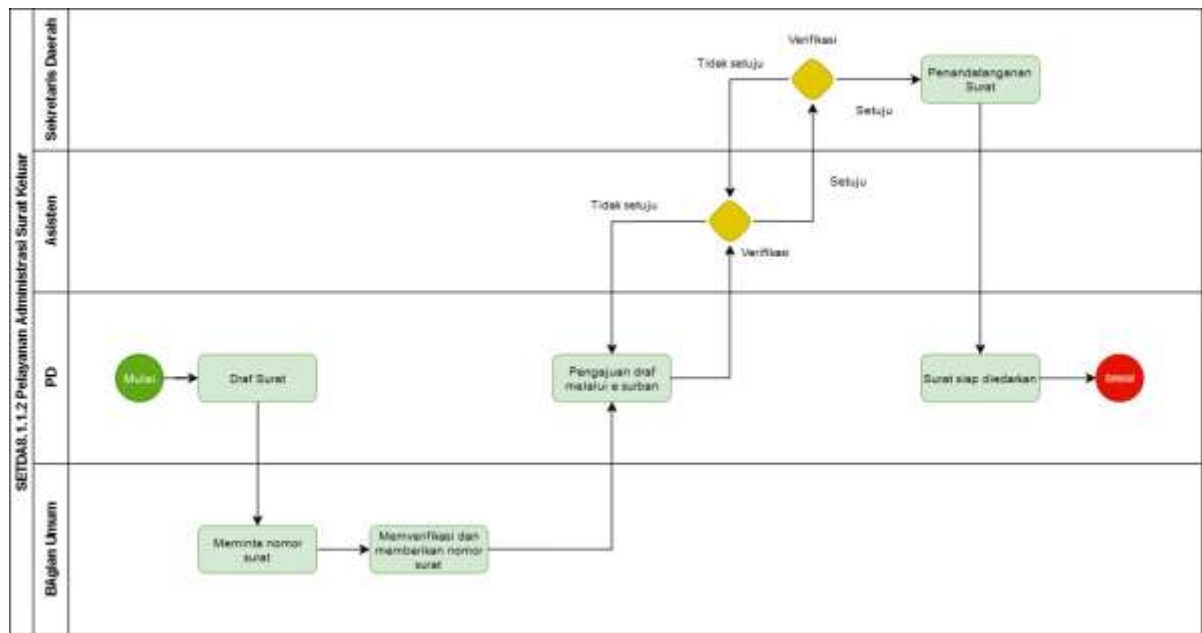 SETDA8.1.1.2 Pelayanan Administrasi Surat Keluar
Sekretaris Daerah
Verifikasi
Tidak setuju
Penandatanganan
Surat
Setuju
Asisten
Setuju
Tidak setuju
Verifikasi
PD
Mulai
Draf Surat
Pengajuan draf
melalui e surban
Surat siap diedarkan
BAgian Umum
Meminta nomor
surat
Memverifikasi dan
memberikan nomor
surat